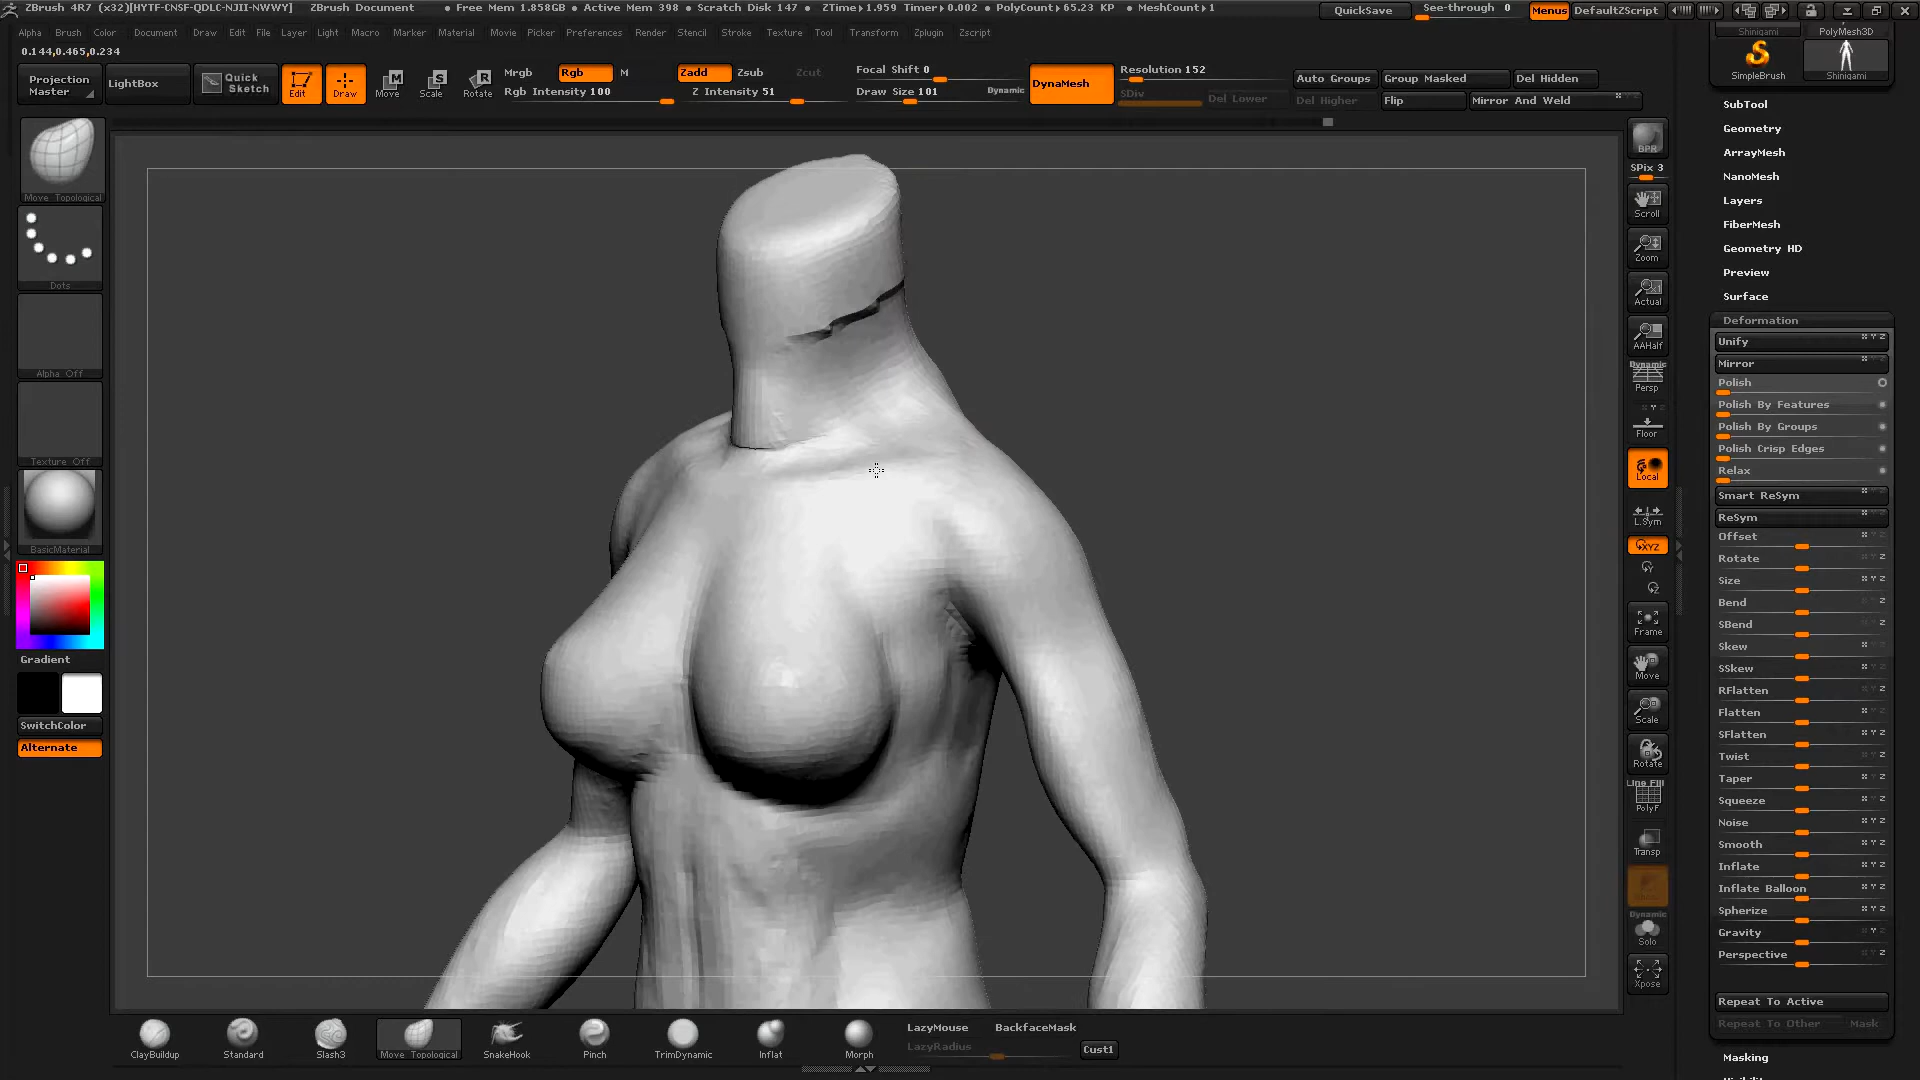 ZBrush 4R7 (x32)[HYTF-CNSF-QDLC-NJII-NWWY] ZBrush Document • Free Mem 1.858GB • Active Mem 398 • Scratch Disk 147 • ZTime▸1.959 Timer▸0.002 • PolyCount▸65.23 KP • MeshCount▸1 QuickSave See-through 0 Menus DefaultZScript
Alpha Brush Color Document Draw Edit File Layer Light Macro Marker Material Movie Picker Preferences Render Stencil Stroke Texture Tool Transform Zplugin Zscript
0.144,0.465,0.234
Projection Master
LightBox
Quick Sketch
Edit
Draw
Move
Scale
Rotate
Mrgb Rgb M
Rgb Intensity 100
Zadd Zsub Zcut
Z Intensity 51
Focal Shift 0
Draw Size 101 Dynamic
DynaMesh
Resolution 152
SDiv Del Lower
Auto Groups Group Masked Del Hidden
Del Higher Flip Mirror And Weld
Move Topological
Dots
Alpha Off
Texture Off
BasicMaterial
Gradient
SwitchColor
Alternate
BPR
SPix 3
Scroll
Zoom
Actual
AAHalf
Dynamic
Persp
Floor
Local
L.Sym
XYZ
Frame
Move
Scale
Rotate
Line Fill
PolyF
Transp
Dynamic
Solo
Xpose
Shinigami PolyMesh3D
SimpleBrush Shinigami
SubTool
Geometry
ArrayMesh
NanoMesh
Layers
FiberMesh
Geometry HD
Preview
Surface
Deformation
Unify
Mirror
Polish
Polish By Features
Polish By Groups
Polish Crisp Edges
Relax
Smart ReSym
ReSym
Offset
Rotate
Size
Bend
SBend
Skew
SSkew
RFlatten
Flatten
SFlatten
Twist
Taper
Squeeze
Noise
Smooth
Inflate
Inflate Balloon
Spherize
Gravity
Perspective
Repeat To Active
Repeat To Other Mask
Masking
ClayBuildup Standard Slash3 Move Topological SnakeHook Pinch TrimDynamic Inflat Morph
LazyMouse BackfaceMask
LazyRadius Cust1